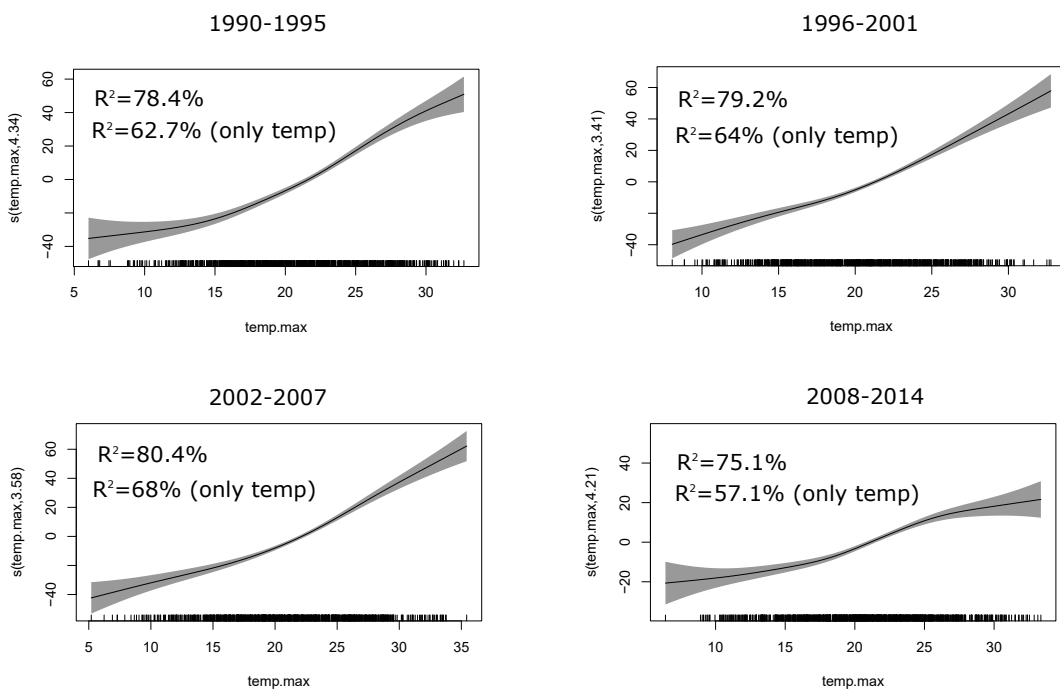 1990-1995
R²=78.4%
R²=62.7% (only temp)
s(temp.max,4.34)
60
40
20
0
−40
5 10 15 20 25 30
temp.max
1996-2001
R²=79.2%
R²=64% (only temp)
s(temp.max,3.41)
60
40
20
0
−40
10 15 20 25 30
temp.max
2002-2007
R²=80.4%
R²=68% (only temp)
s(temp.max,3.58)
60
40
20
0
−40
5 10 15 20 25 30 35
temp.max
2008-2014
R²=75.1%
R²=57.1% (only temp)
s(temp.max,4.21)
40
20
0
−20
10 15 20 25 30
temp.max